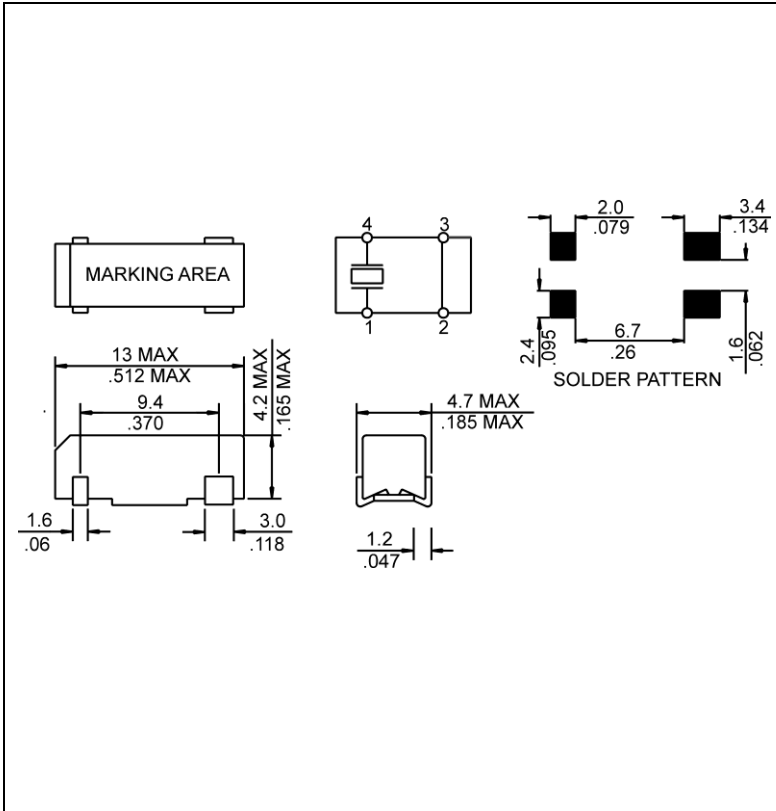 MARKING AREA
4
3
1
2
2.0
.079
3.4
.134
2.4
.095
6.7
.26
1.6
.062
SOLDER PATTERN
13 MAX
.512 MAX
9.4
.370
4.2 MAX
.165 MAX
1.6
.06
3.0
.118
4.7 MAX
.185 MAX
1.2
.047